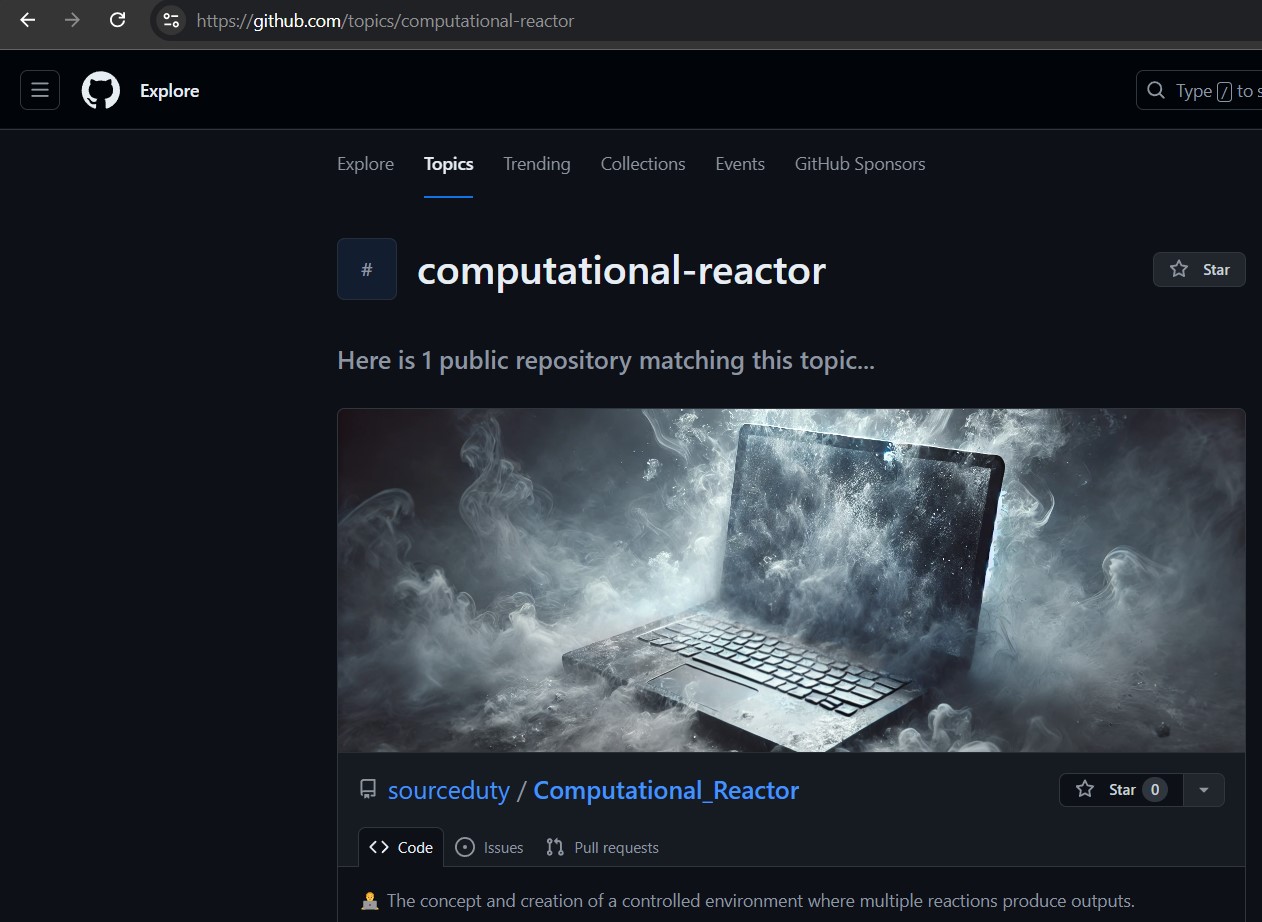 https://github.com/topics/computational-reactor
Explore
Type / to s
Explore Topics Trending Collections Events GitHub Sponsors
# computational-reactor Star
Here is 1 public repository matching this topic...
sourceduty / Computational_Reactor Star 0
Code Issues Pull requests
The concept and creation of a controlled environment where multiple reactions produce outputs.